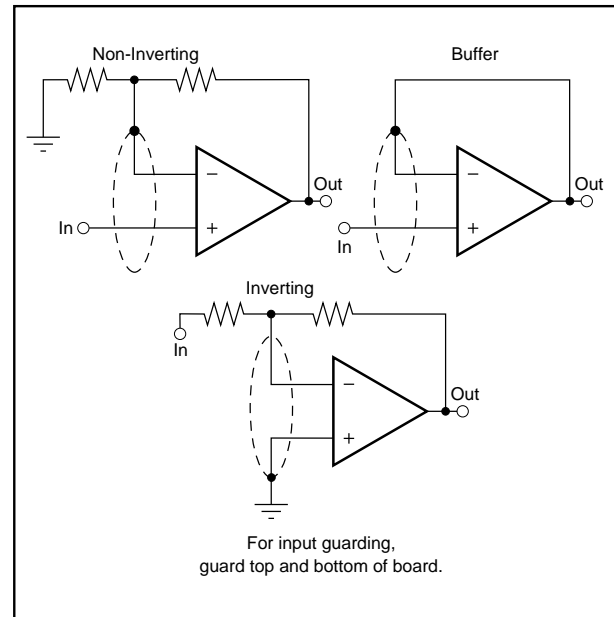 Non-Inverting
Buffer
−
+
In
Out
−
+
In
Out
Inverting
In
−
+
Out
For input guarding,
guard top and bottom of board.